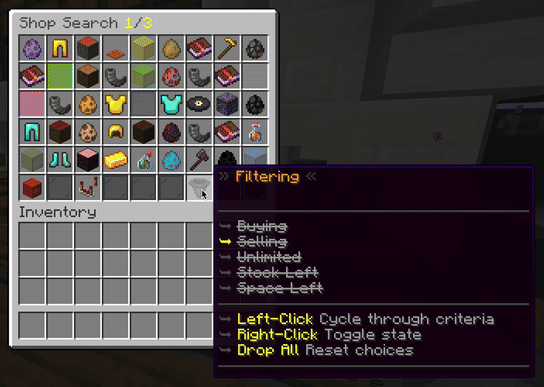 Shop Search 1/3
» Filtering «
Buying
Selling
Unlimited
Stock Left
Space Left
Inventory
Left-Click Cycle through criteria
Right-Click Toggle state
Drop All Reset choices